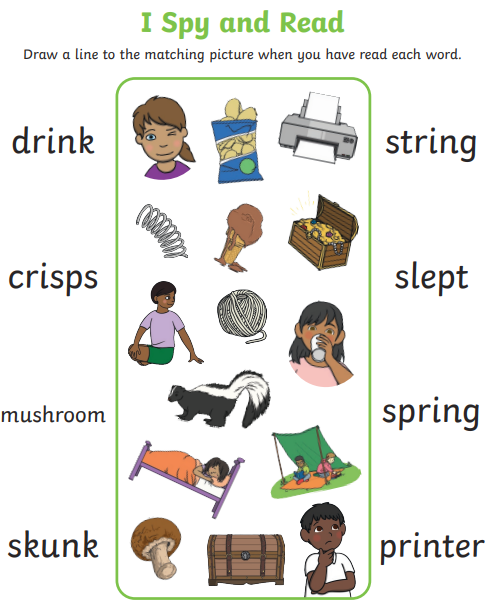 I Spy and Read
Draw a line to the matching picture when you have read each word.
drink
string
crisps
slept
mushroom
spring
skunk
printer